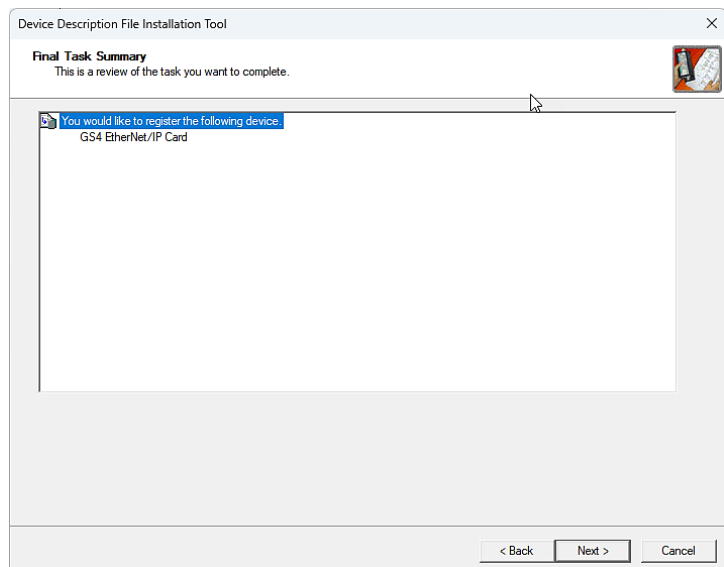 Device Description File Installation Tool
Final Task Summary
This is a review of the task you want to complete.
You would like to register the following device.
GS4 EtherNet/IP Card
< Back
Next >
Cancel